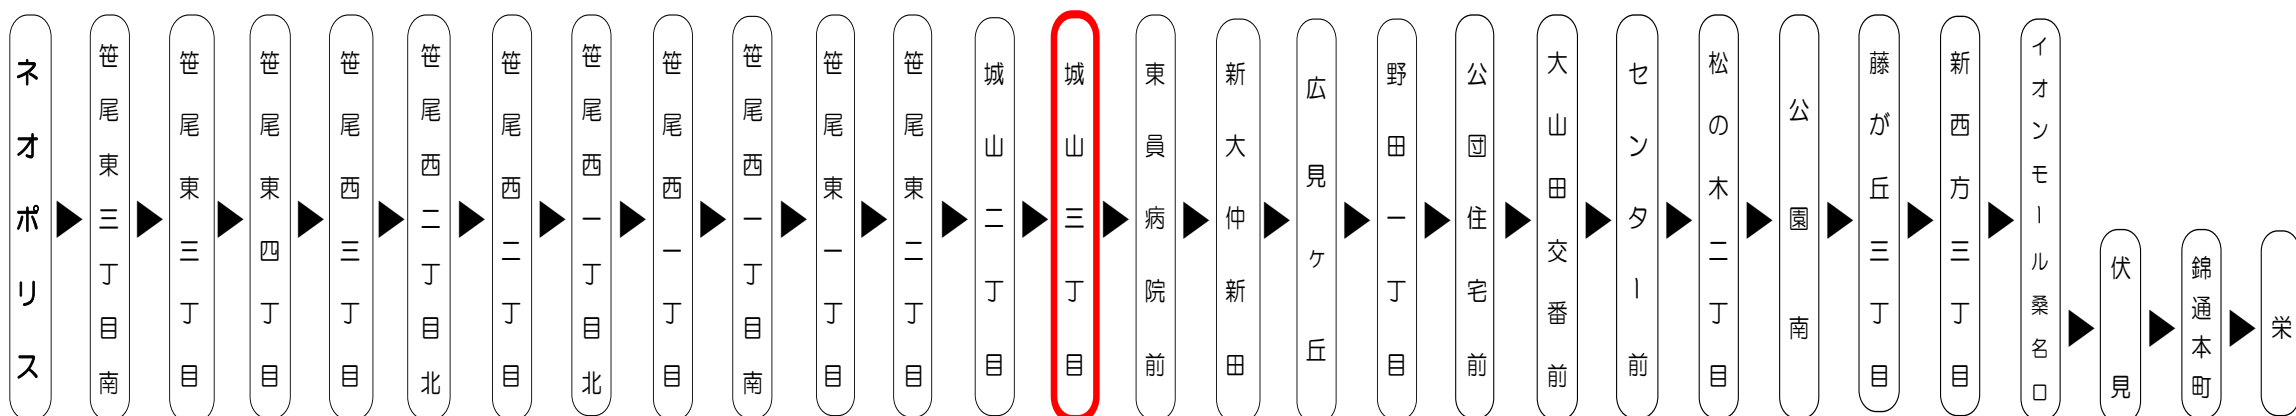 ネオポリス
笹尾東三丁目南
笹尾東三丁目
笹尾東四丁目
笹尾西三丁目
笹尾西二丁目北
笹尾西二丁目
笹尾西一丁目北
笹尾西一丁目
笹尾西一丁目南
笹尾東一丁目
笹尾東二丁目
城山二丁目
城山三丁目
東員病院前
新大仲新田
広見ケ丘
野田一丁目
公団住宅前
大山田交番前
センター前
松の木二丁目
公園南
藤が丘三丁目
新西方三丁目
イオンモール桑名口
伏見
錦通本町
栄